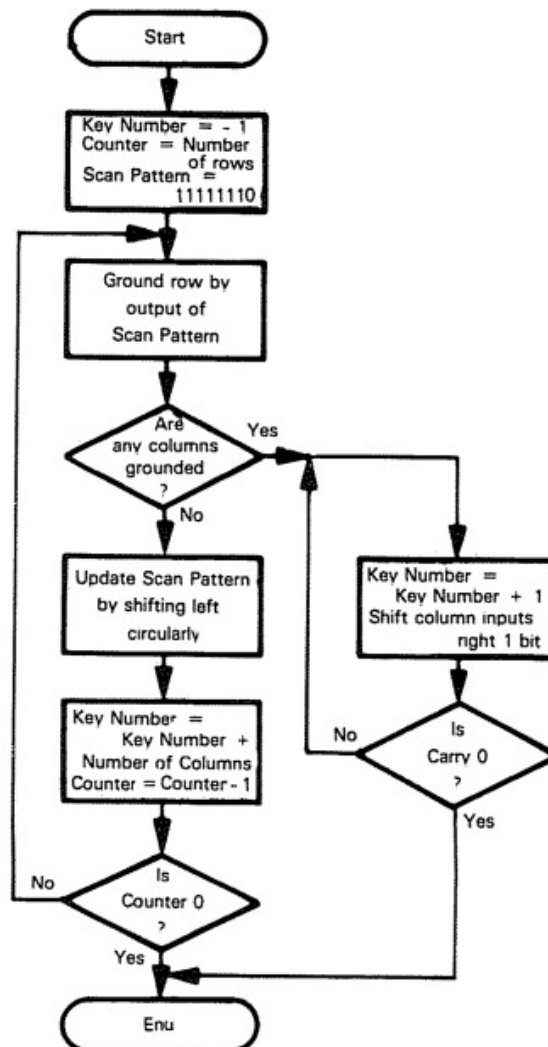 Start
Key Number = - 1
Counter = Number
of rows
Scan Pattern =
11111110
Ground row by
output of
Scan Pattern
Are
any columns
grounded
?
Yes
No
Update Scan Pattern
by shifting left
circularly
Key Number =
Key Number + 1
Shift column inputs
right 1 bit
Key Number =
Key Number +
Number of Columns
Counter = Counter - 1
Is
Carry 0
?
No
Yes
Is
Counter 0
?
No
Yes
Enu